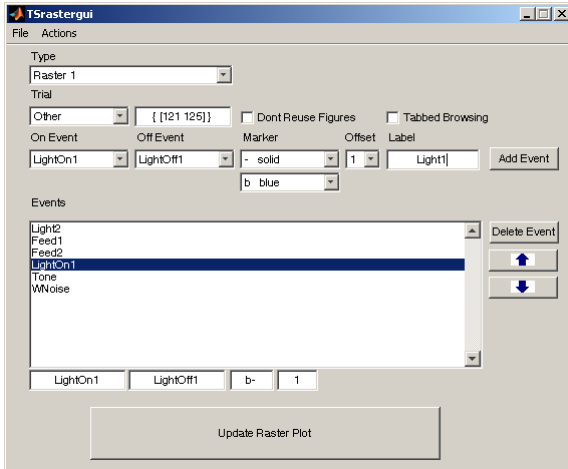 TSrastergui
File Actions
Type
Raster 1
Trial
Other { [121 125] } Dont Reuse Figures Tabbed Browsing
On Event Off Event Marker Offset Label
LightOn1 LightOff1 - solid 1 Light1 Add Event
b blue
Events
Light2 Delete Event
Feed1
Feed2
LightOn1
Tone
WNoise
LightOn1 LightOff1 b- 1
Update Raster Plot